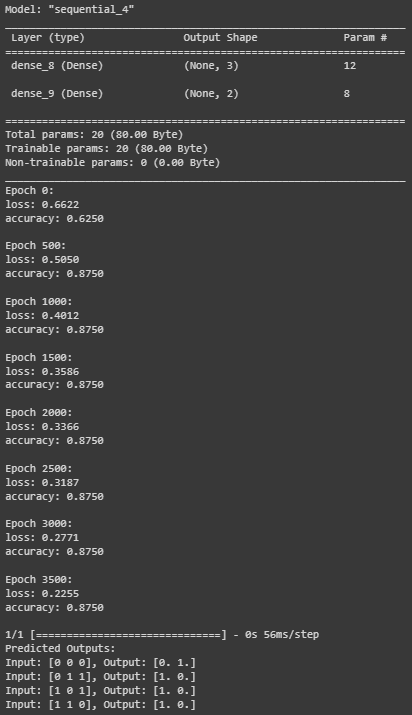 Model: "sequential_4"
_________________________________________________________________
Layer (type) Output Shape Param #
=================================================================
dense_8 (Dense) (None, 3) 12
dense_9 (Dense) (None, 2) 8
=================================================================
Total params: 20 (80.00 Byte)
Trainable params: 20 (80.00 Byte)
Non-trainable params: 0 (0.00 Byte)
_________________________________________________________________
Epoch 0:
loss: 0.6622
accuracy: 0.6250
Epoch 500:
loss: 0.5050
accuracy: 0.8750
Epoch 1000:
loss: 0.4012
accuracy: 0.8750
Epoch 1500:
loss: 0.3586
accuracy: 0.8750
Epoch 2000:
loss: 0.3366
accuracy: 0.8750
Epoch 2500:
loss: 0.3187
accuracy: 0.8750
Epoch 3000:
loss: 0.2771
accuracy: 0.8750
Epoch 3500:
loss: 0.2255
accuracy: 0.8750
1/1 [==============================] - 0s 56ms/step
Predicted Outputs:
Input: [0 0 0], Output: [0. 1.]
Input: [0 1 1], Output: [1. 0.]
Input: [1 0 1], Output: [1. 0.]
Input: [1 1 0], Output: [1. 0.]